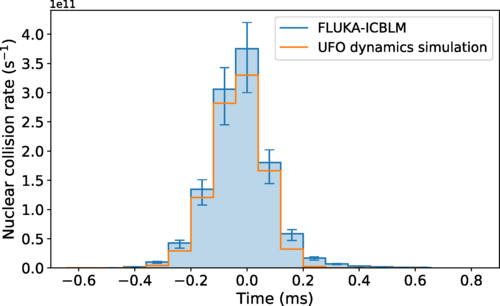 1e11
FLUKA-ICBLM
UFO dynamics simulation
Nuclear collision rate (s⁻¹)
4.0
3.5
3.0
2.5
2.0
1.5
1.0
0.5
0.0
−0.6 −0.4 −0.2 0.0 0.2 0.4 0.6 0.8
Time (ms)